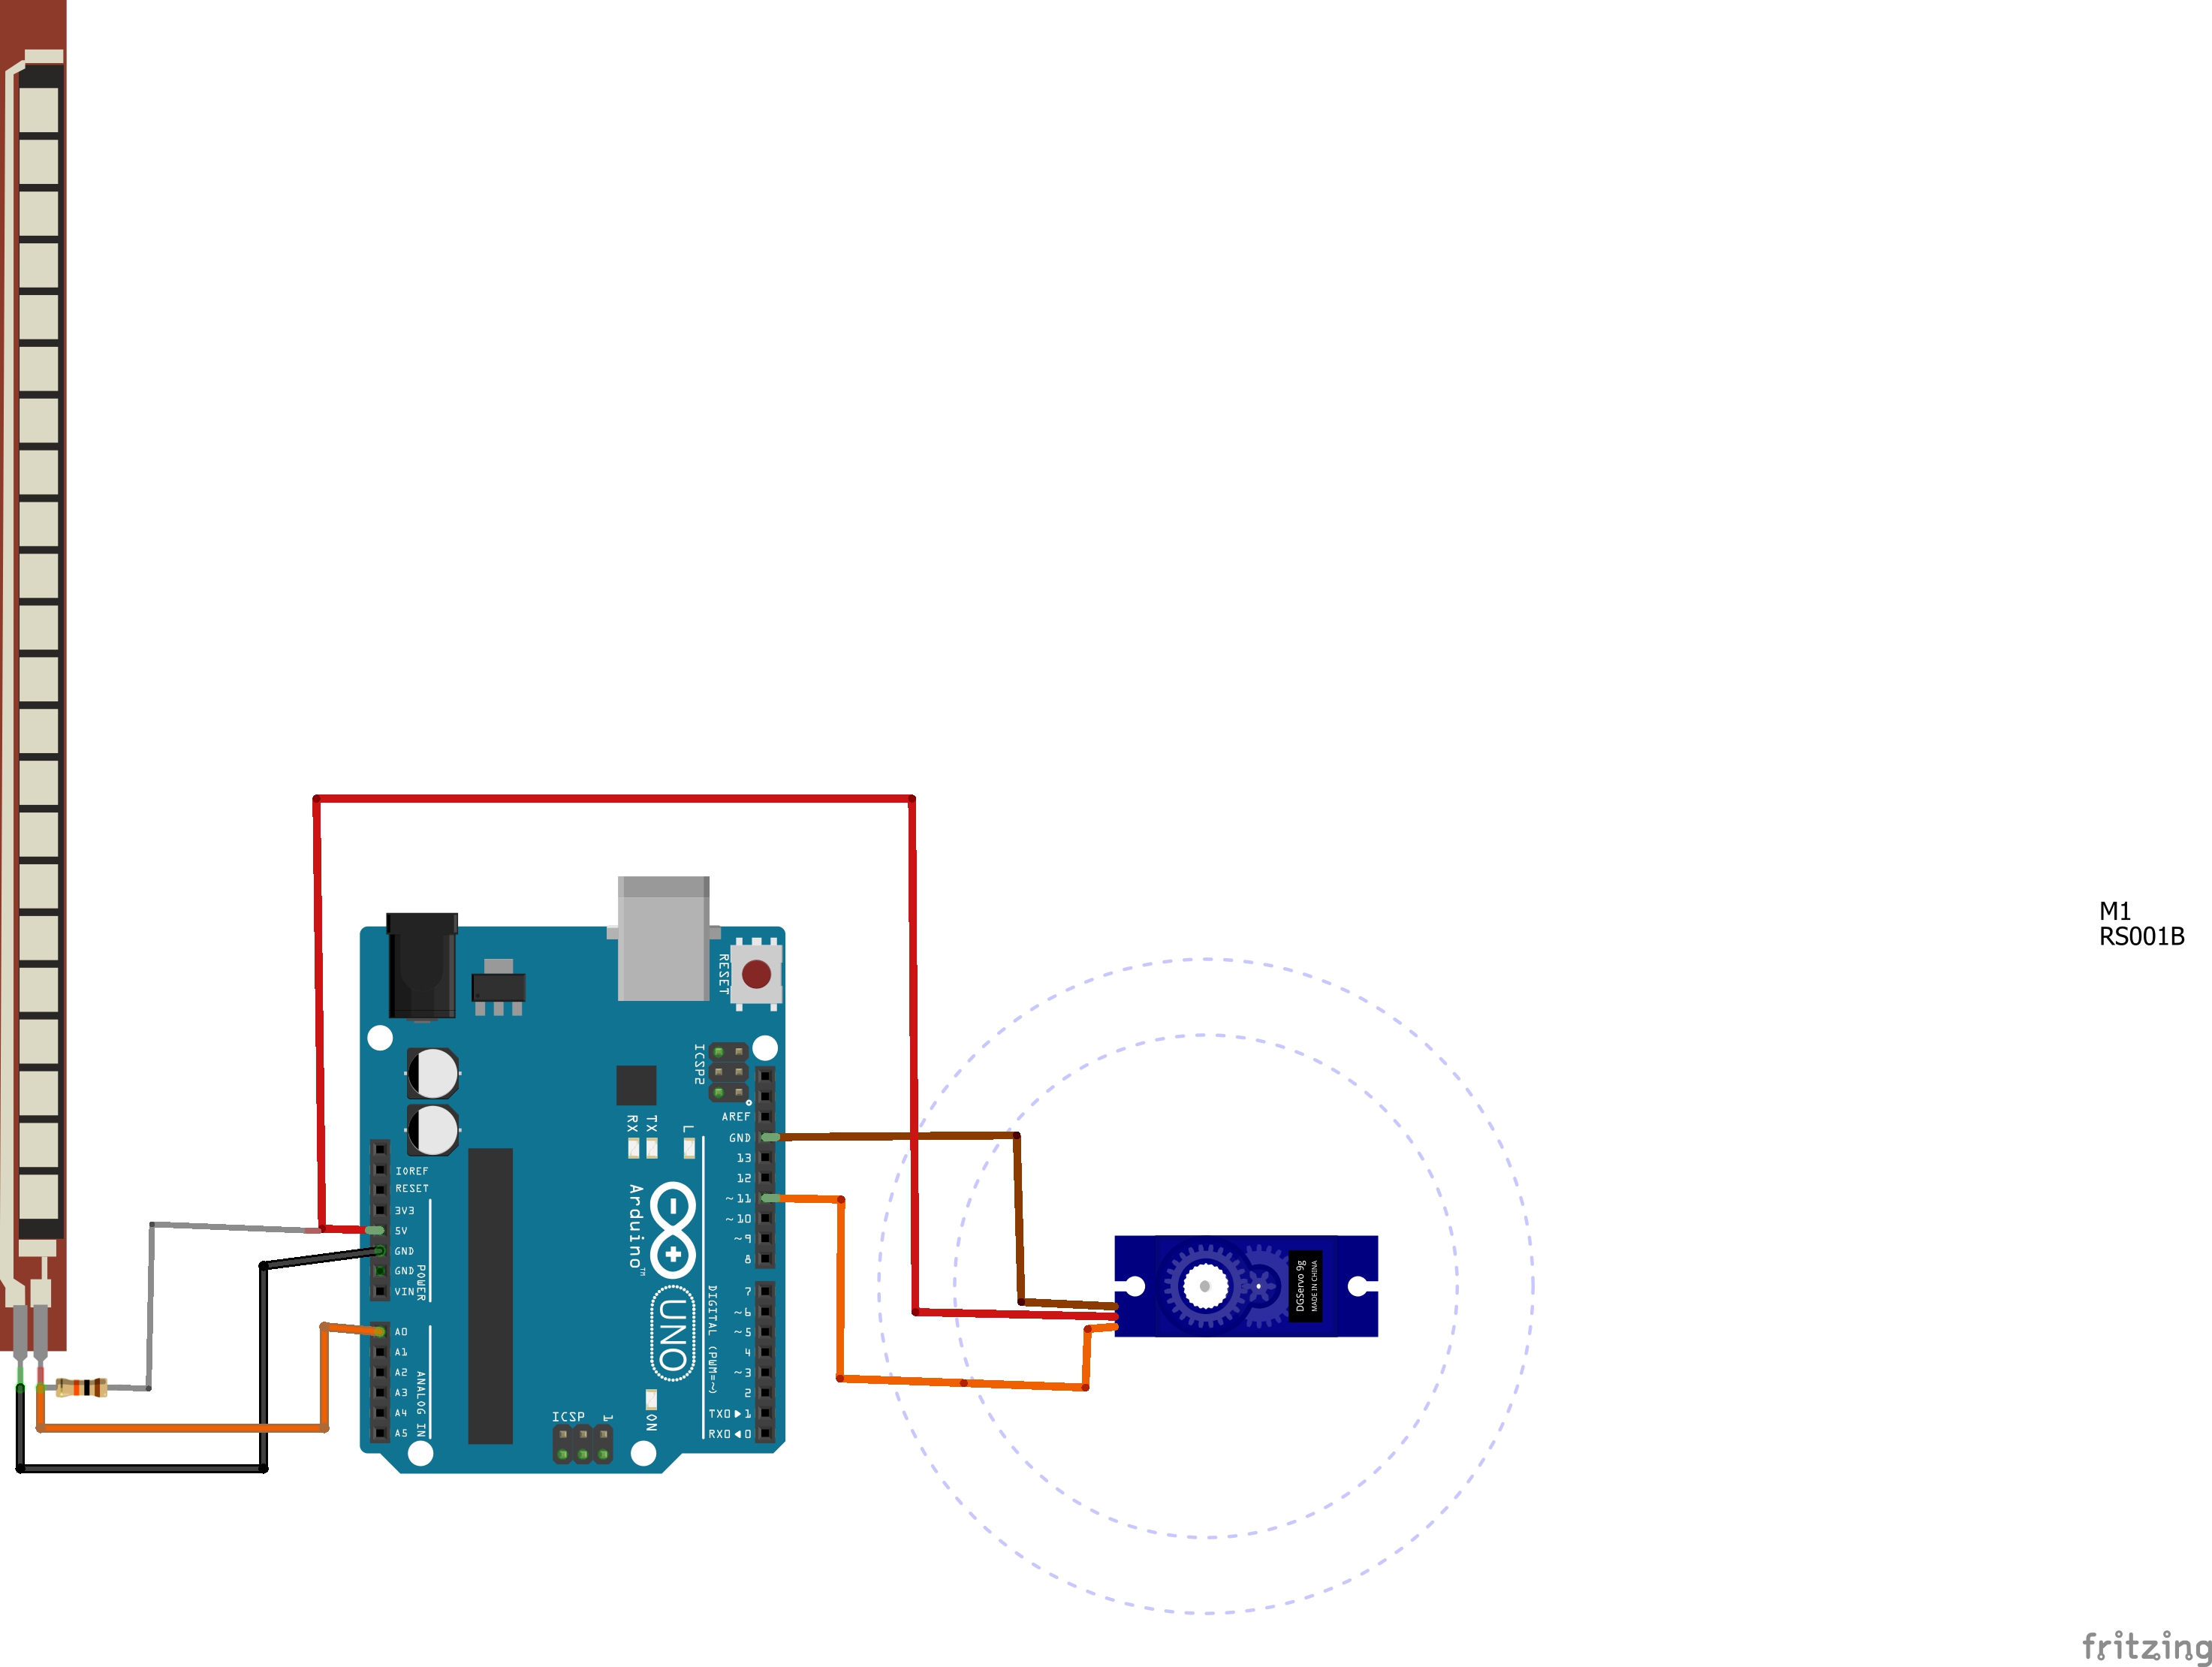 M1
RS001B
RESET
ICSP2
AREF
GND
13
12
~11
~10
~9
8
7
~6
~5
4
~3
2
TX0▶1
RX0◀0
DIGITAL (PWM=~)
IOREF
RESET
3V3
5V
GND
GND
VIN
POWER
A0
A1
A2
A3
A4
A5
ANALOG IN
RX
TX
L
Arduino™
UNO
ON
ICSP
1
DGServo 9g
MADE IN CHINA
fritzing